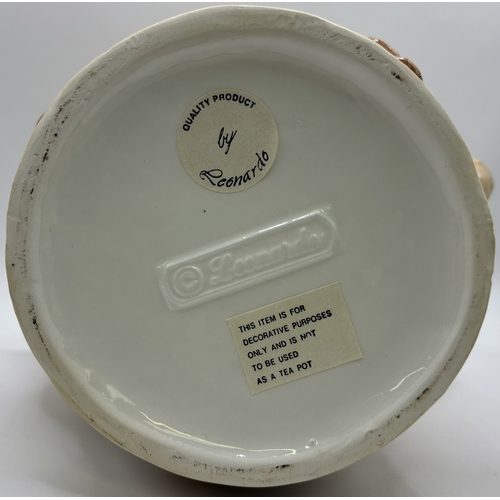 QUALITY PRODUCT
by
Leonardo
© Leonardo
THIS ITEM IS FOR
DECORATIVE PURPOSES
ONLY AND IS NOT
TO BE USED
AS A TEA POT